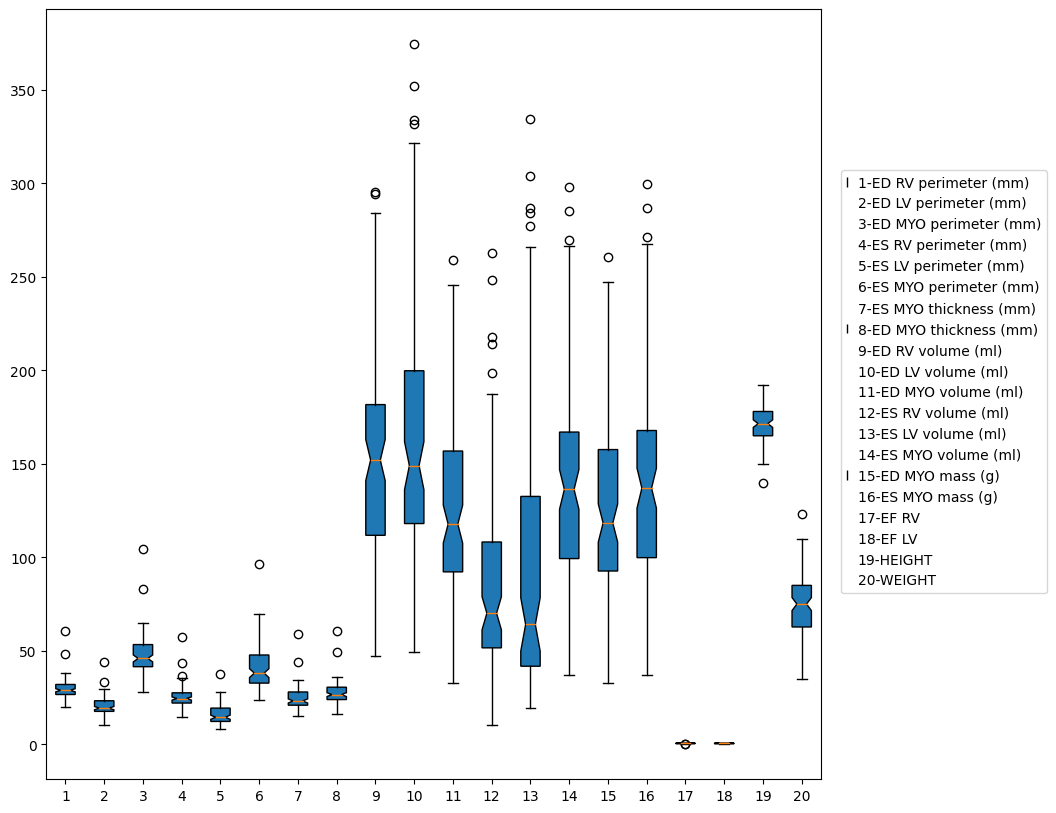 350
300
250
200
150
100
50
0
1 2 3 4 5 6 7 8 9 10 11 12 13 14 15 16 17 18 19 20
1-ED RV perimeter (mm)
2-ED LV perimeter (mm)
3-ED MYO perimeter (mm)
4-ES RV perimeter (mm)
5-ES LV perimeter (mm)
6-ES MYO perimeter (mm)
7-ES MYO thickness (mm)
8-ED MYO thickness (mm)
9-ED RV volume (ml)
10-ED LV volume (ml)
11-ED MYO volume (ml)
12-ES RV volume (ml)
13-ES LV volume (ml)
14-ES MYO volume (ml)
15-ED MYO mass (g)
16-ES MYO mass (g)
17-EF RV
18-EF LV
19-HEIGHT
20-WEIGHT